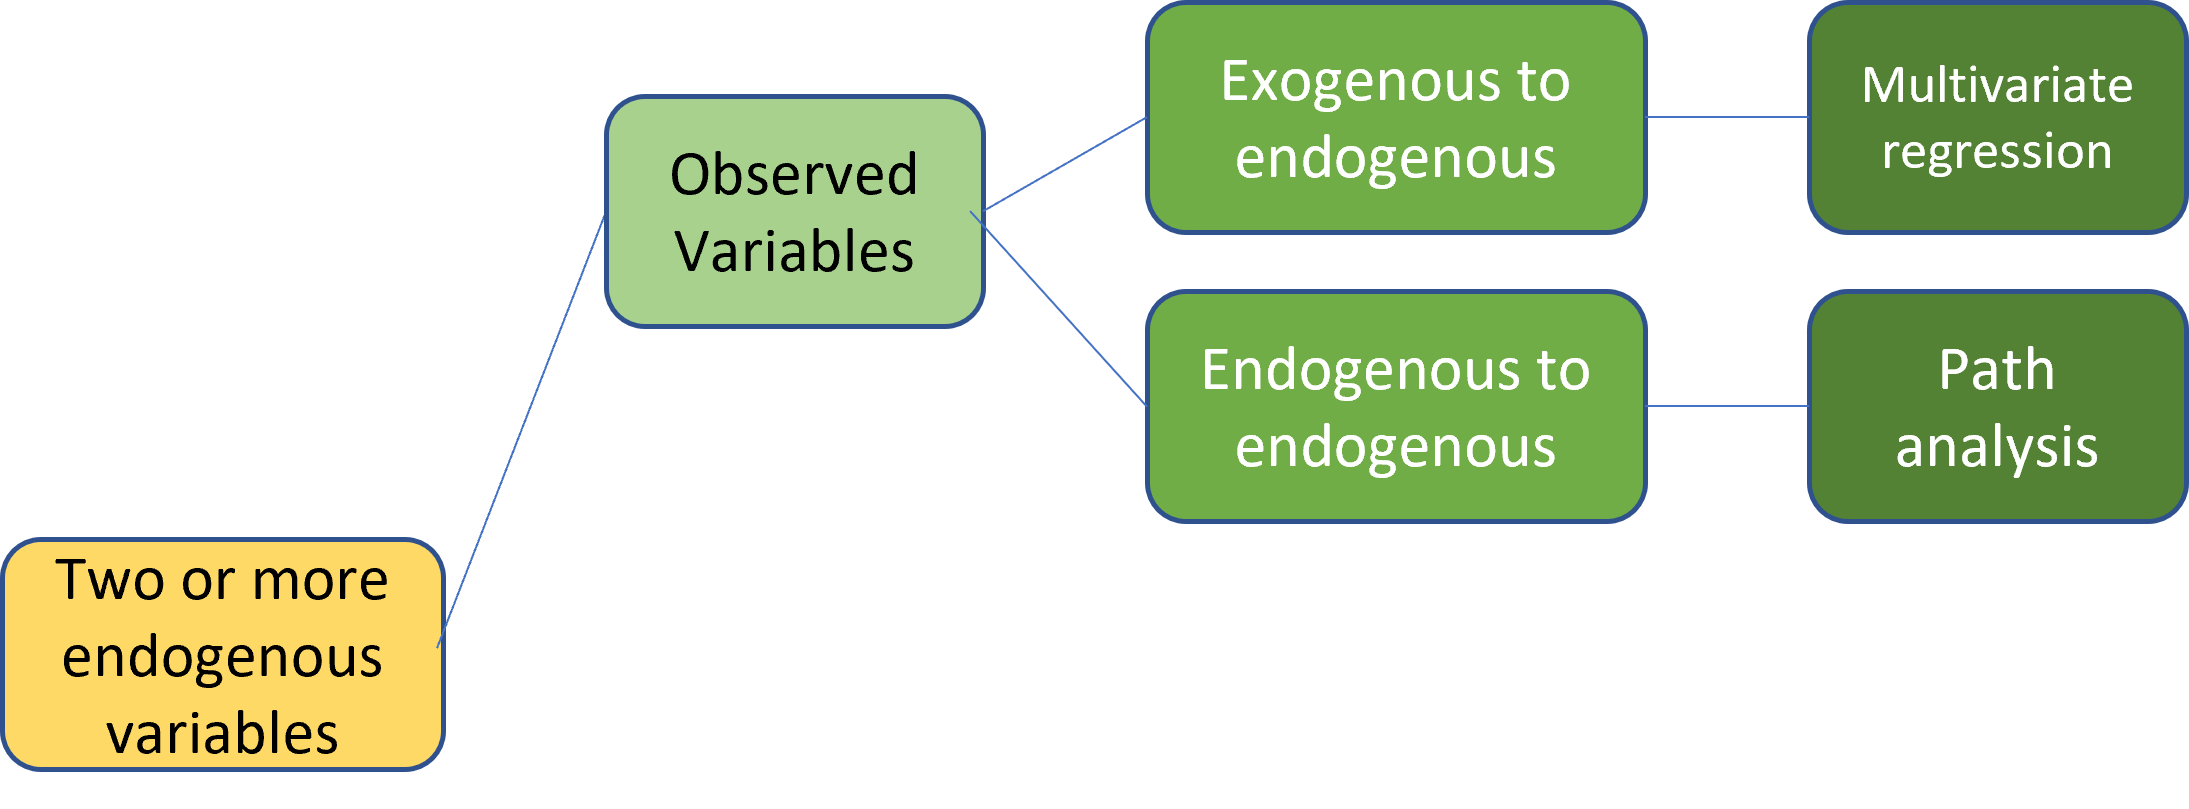 Exogenous to
endogenous
Multivariate
regression
Observed
Variables
Endogenous to
endogenous
Path
analysis
Two or more
endogenous
variables